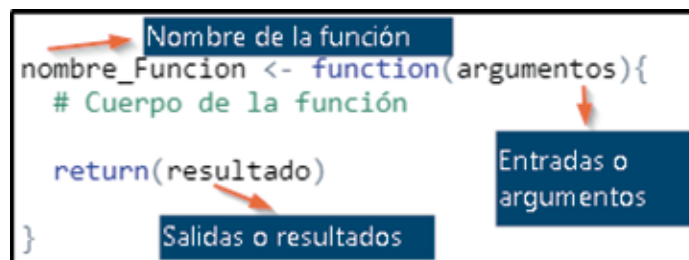 Nombre de la función
nombre_Funcion <- function(argumentos){
# Cuerpo de la función
Entradas o
argumentos
return(resultado)
Salidas o resultados
}